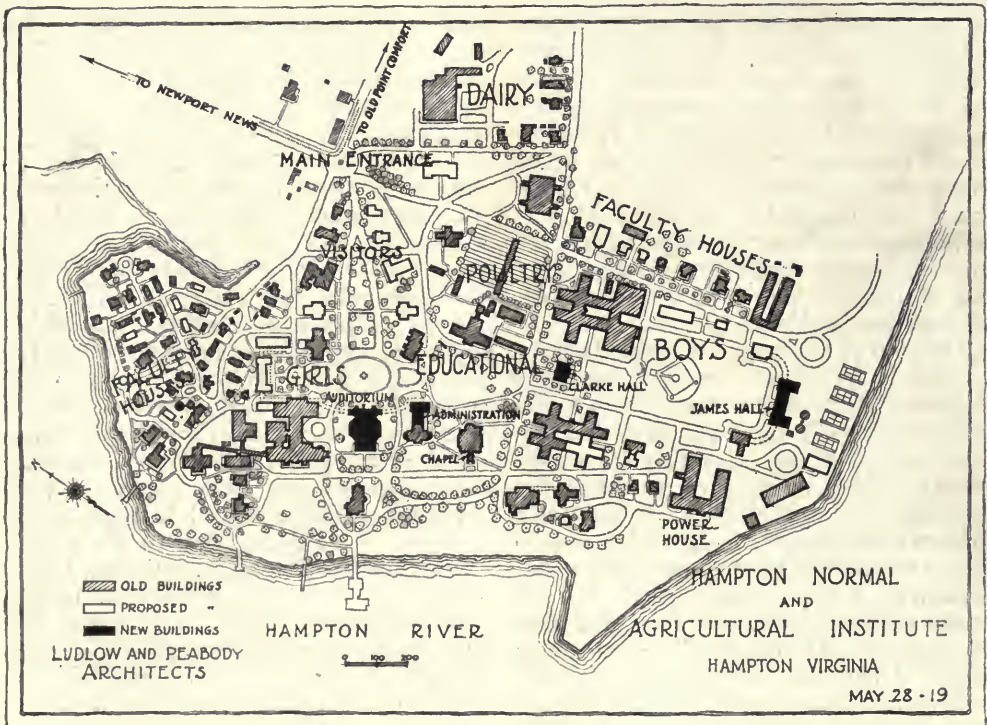 TO NEWPORT NEWS
TO OLD POINT COMFORT
DAIRY
MAIN ENTRANCE
FACULTY HOUSES
VISITORS
POULTRY
BOYS
EDUCATIONAL
CLARKE HALL
GIRLS
FACULTY
HOUSES
AUDITORIUM
ADMINISTRATION
JAMES HALL
CHAPEL
POWER
HOUSE
N
OLD BUILDINGS
PROPOSED "
NEW BUILDINGS
LUDLOW AND PEABODY
ARCHITECTS
HAMPTON RIVER
0 100 200
HAMPTON NORMAL
AND
AGRICULTURAL INSTITUTE
HAMPTON VIRGINIA
MAY 28-19